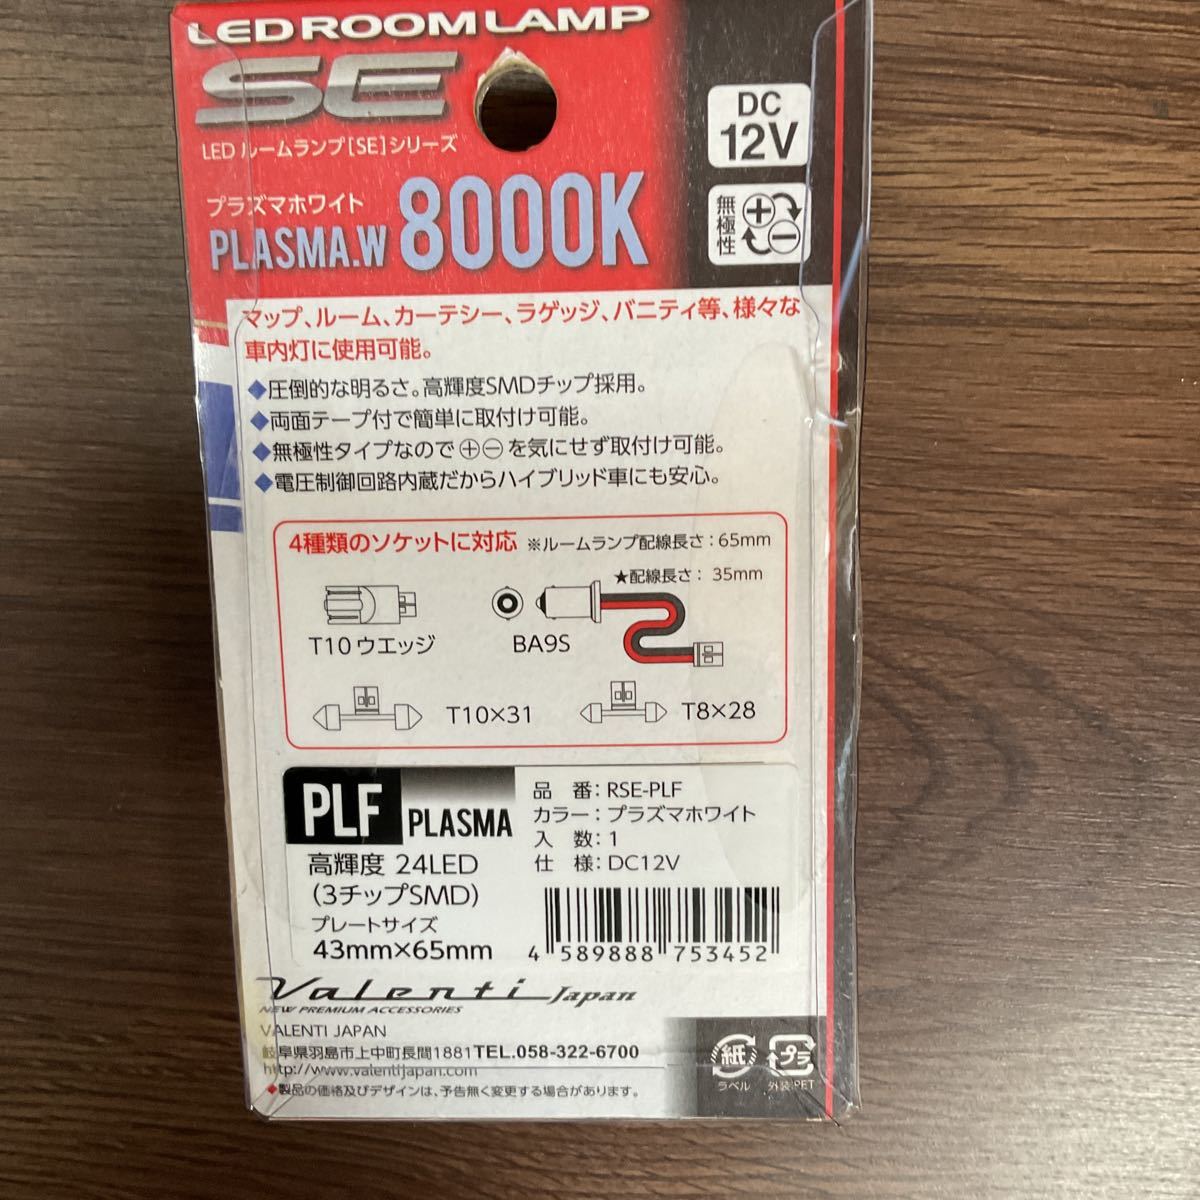 LED ROOM LAMP
SE
LED ルームランプ[SE]シリーズ
DC
12V
プラズマホワイト
PLASMA.W 8000K
無極性
マップ、ルーム、カーテシー、ラゲッジ、バニティ等、様々な
車内灯に使用可能。
◆圧倒的な明るさ。高輝度SMDチップ採用。
◆両面テープ付で簡単に取付け可能。
◆無極性タイプなので⊕⊖を気にせず取付け可能。
◆電圧制御回路内蔵だからハイブリッド車にも安心。
4種類のソケットに対応 ※ルームランプ配線長さ:65mm
★配線長さ: 35mm
T10 ウエッジ
BA9S
T10×31
T8×28
PLF PLASMA
高輝度 24LED
(3チップSMD)
プレートサイズ
43mm×65mm
品 番:RSE-PLF
カラー:プラズマホワイト
入 数:1
仕 様:DC12V
4 589888 753452
Valenti Japan
NEW PREMIUM ACCESSORIES
VALENTI JAPAN
岐阜県羽島市上中町長間1881 TEL.058-322-6700
http://www.valentijapan.com
◆製品の価格及びデザインは、予告無く変更する場合があります。
紙
ラベル
プラ
外装:PET